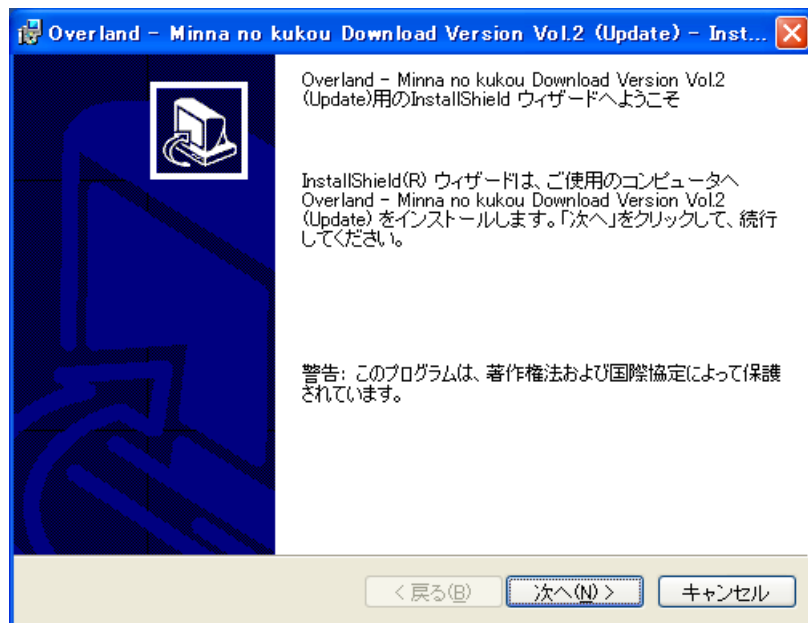 Overland - Minna no kukou Download Version Vol.2 (Update) - Inst...
Overland - Minna no kukou Download Version Vol.2
(Update)用のInstallShield ウィザードへようこそ
InstallShield(R) ウィザードは、ご使用のコンピュータへ
Overland - Minna no kukou Download Version Vol.2
(Update) をインストールします。「次へ」をクリックして、続行
してください。
警告: このプログラムは、著作権法および国際協定によって保護
されています。
< 戻る(B)
次へ(N) >
キャンセル